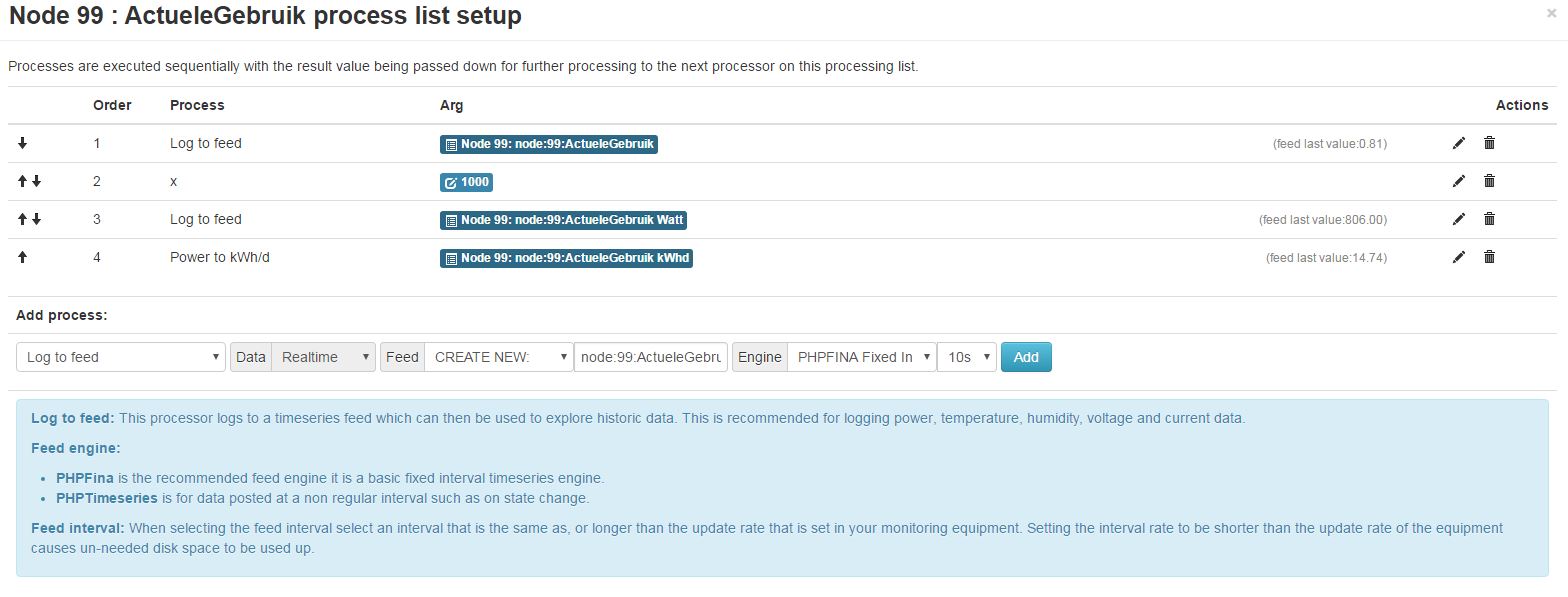 Node 99 : ActueleGebruik process list setup ×
Processes are executed sequentially with the result value being passed down for further processing to the next processor on this processing list.
Order Process Arg Actions
1 Log to feed Node 99: node:99:ActueleGebruik (feed last value:0.81)
2 x 1000
3 Log to feed Node 99: node:99:ActueleGebruik Watt (feed last value:806.00)
4 Power to kWh/d Node 99: node:99:ActueleGebruik kWhd (feed last value:14.74)
Add process:
Log to feed Data Realtime Feed CREATE NEW: node:99:ActueleGebru Engine PHPFINA Fixed In 10s Add
Log to feed: This processor logs to a timeseries feed which can then be used to explore historic data. This is recommended for logging power, temperature, humidity, voltage and current data.
Feed engine:
• PHPFina is the recommended feed engine it is a basic fixed interval timeseries engine.
• PHPTimeseries is for data posted at a non regular interval such as on state change.
Feed interval: When selecting the feed interval select an interval that is the same as, or longer than the update rate that is set in your monitoring equipment. Setting the interval rate to be shorter than the update rate of the equipment
causes un-needed disk space to be used up.